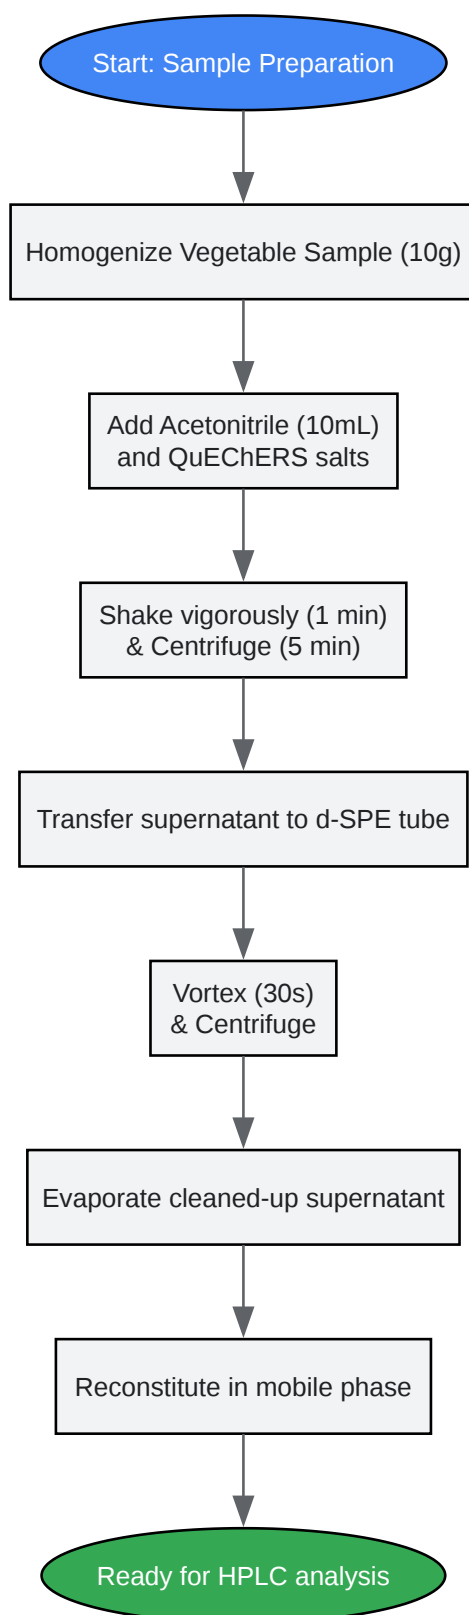 Start: Sample Preparation
Homogenize Vegetable Sample (10g)
Add Acetonitrile (10mL)
and QuEChERS salts
Shake vigorously (1 min)
& Centrifuge (5 min)
Transfer supernatant to d-SPE tube
Vortex (30s)
& Centrifuge
Evaporate cleaned-up supernatant
Reconstitute in mobile phase
Ready for HPLC analysis